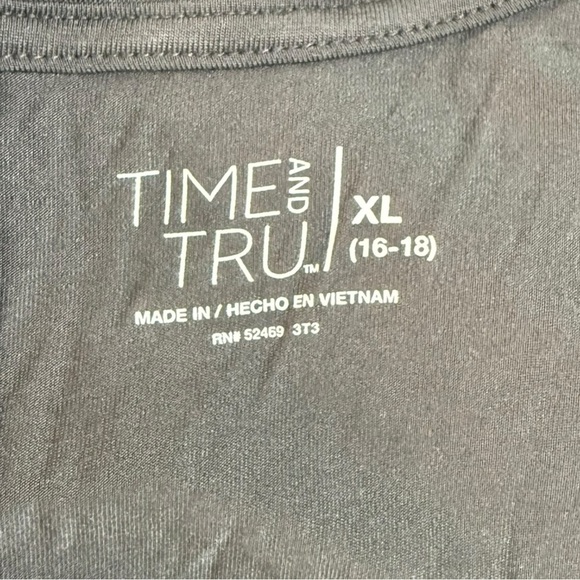 TIME AND
TRU™
XL
(16-18)
MADE IN / HECHO EN VIETNAM
RN# 52469 3T3